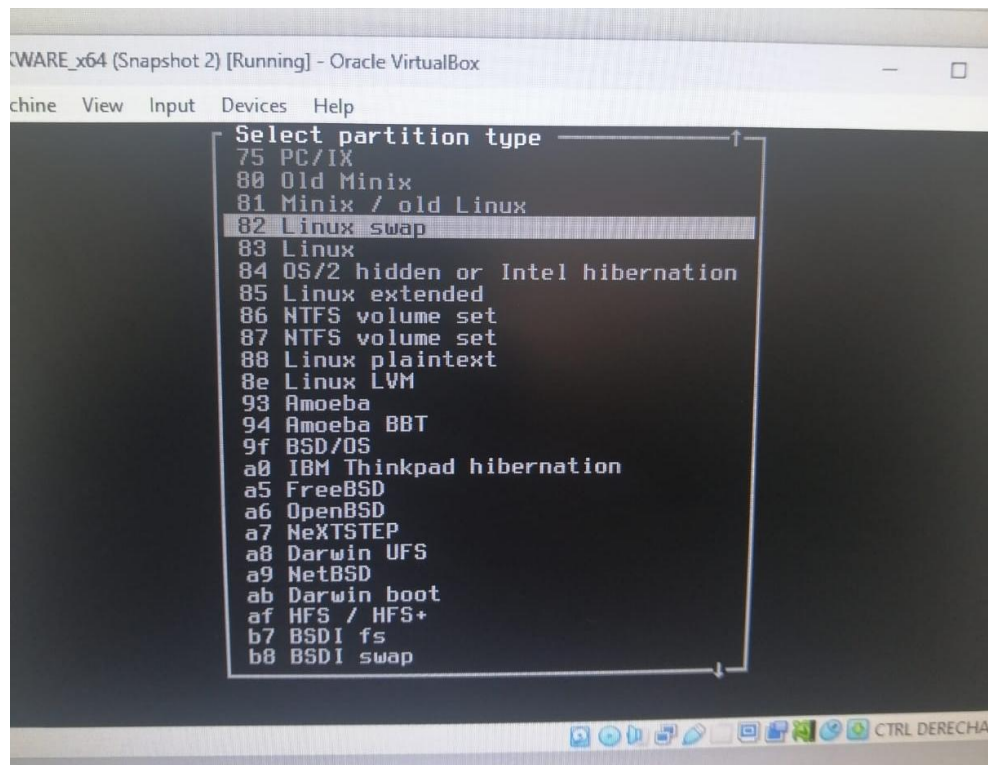 WARE_x64 (Snapshot 2) [Running] - Oracle VirtualBox
chine View Input Devices Help
Select partition type
75 PC/IX
80 Old Minix
81 Minix / old Linux
82 Linux swap
83 Linux
84 OS/2 hidden or Intel hibernation
85 Linux extended
86 NTFS volume set
87 NTFS volume set
88 Linux plaintext
8e Linux LVM
93 Amoeba
94 Amoeba BBT
9f BSD/OS
a0 IBM Thinkpad hibernation
a5 FreeBSD
a6 OpenBSD
a7 NeXTSTEP
a8 Darwin UFS
a9 NetBSD
ab Darwin boot
af HFS / HFS+
b7 BSDI fs
b8 BSDI swap
CTRL DERECHA